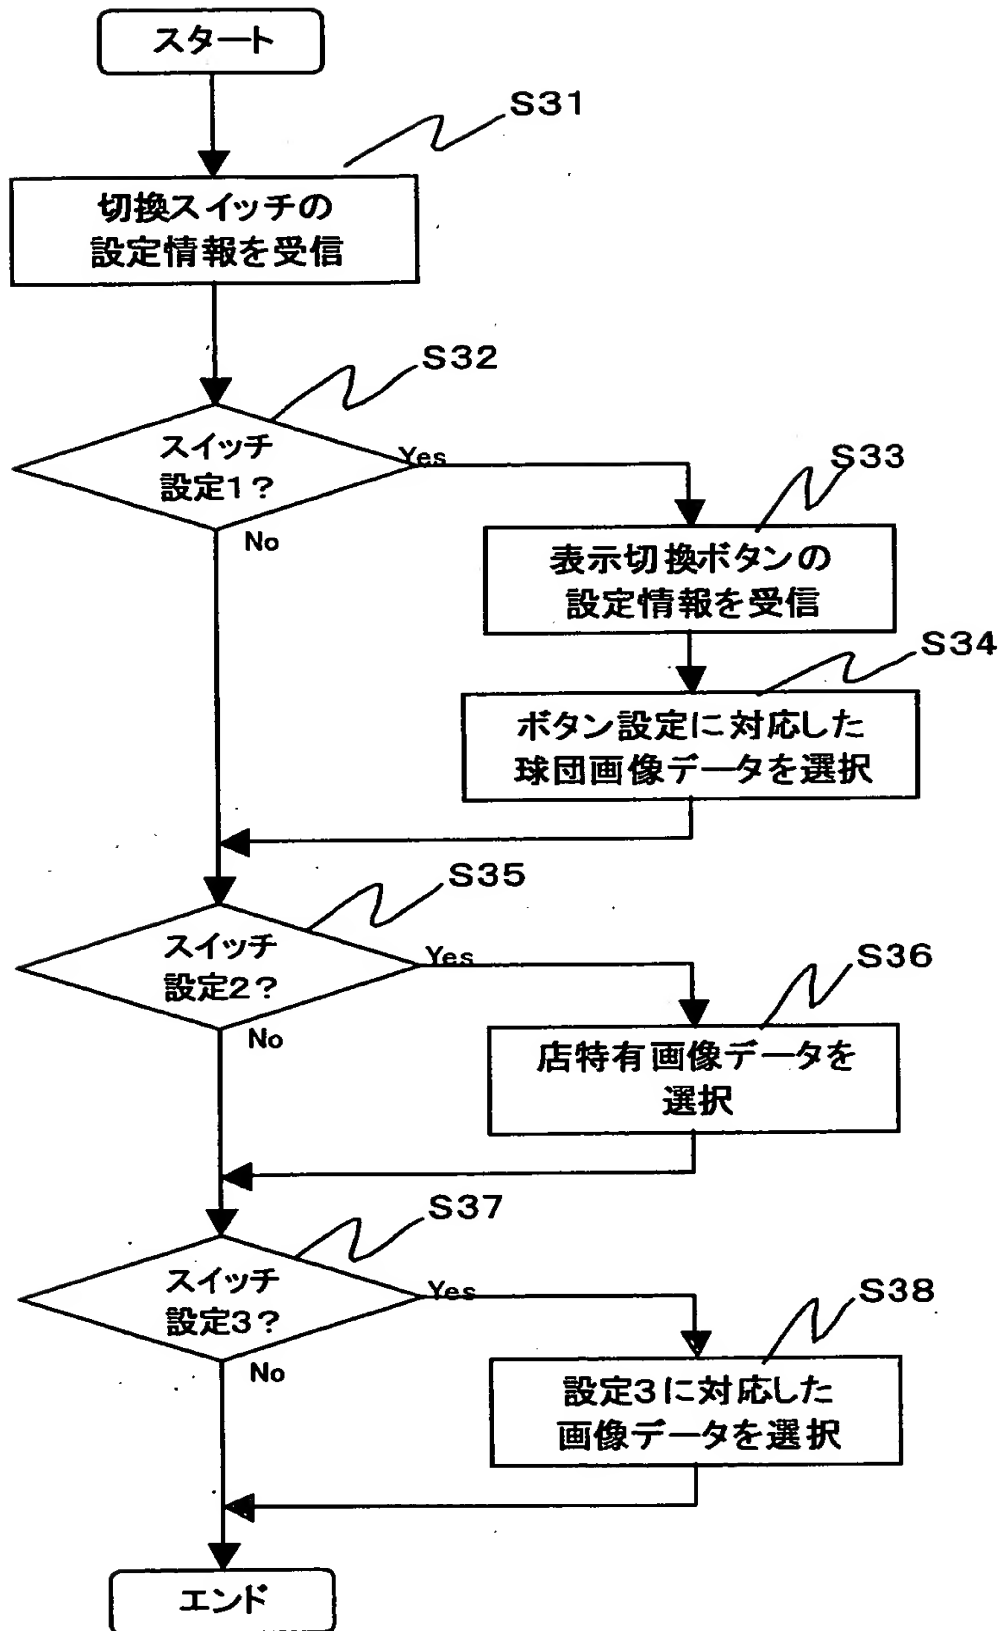 スタート
S31
切換スイッチの
設定情報を受信
S32
スイッチ
設定1?
Yes
No
S33
表示切換ボタンの
設定情報を受信
S34
ボタン設定に対応した
球団画像データを選択
S35
スイッチ
設定2?
Yes
No
S36
店特有画像データを
選択
S37
スイッチ
設定3?
Yes
No
S38
設定3に対応した
画像データを選択
エンド